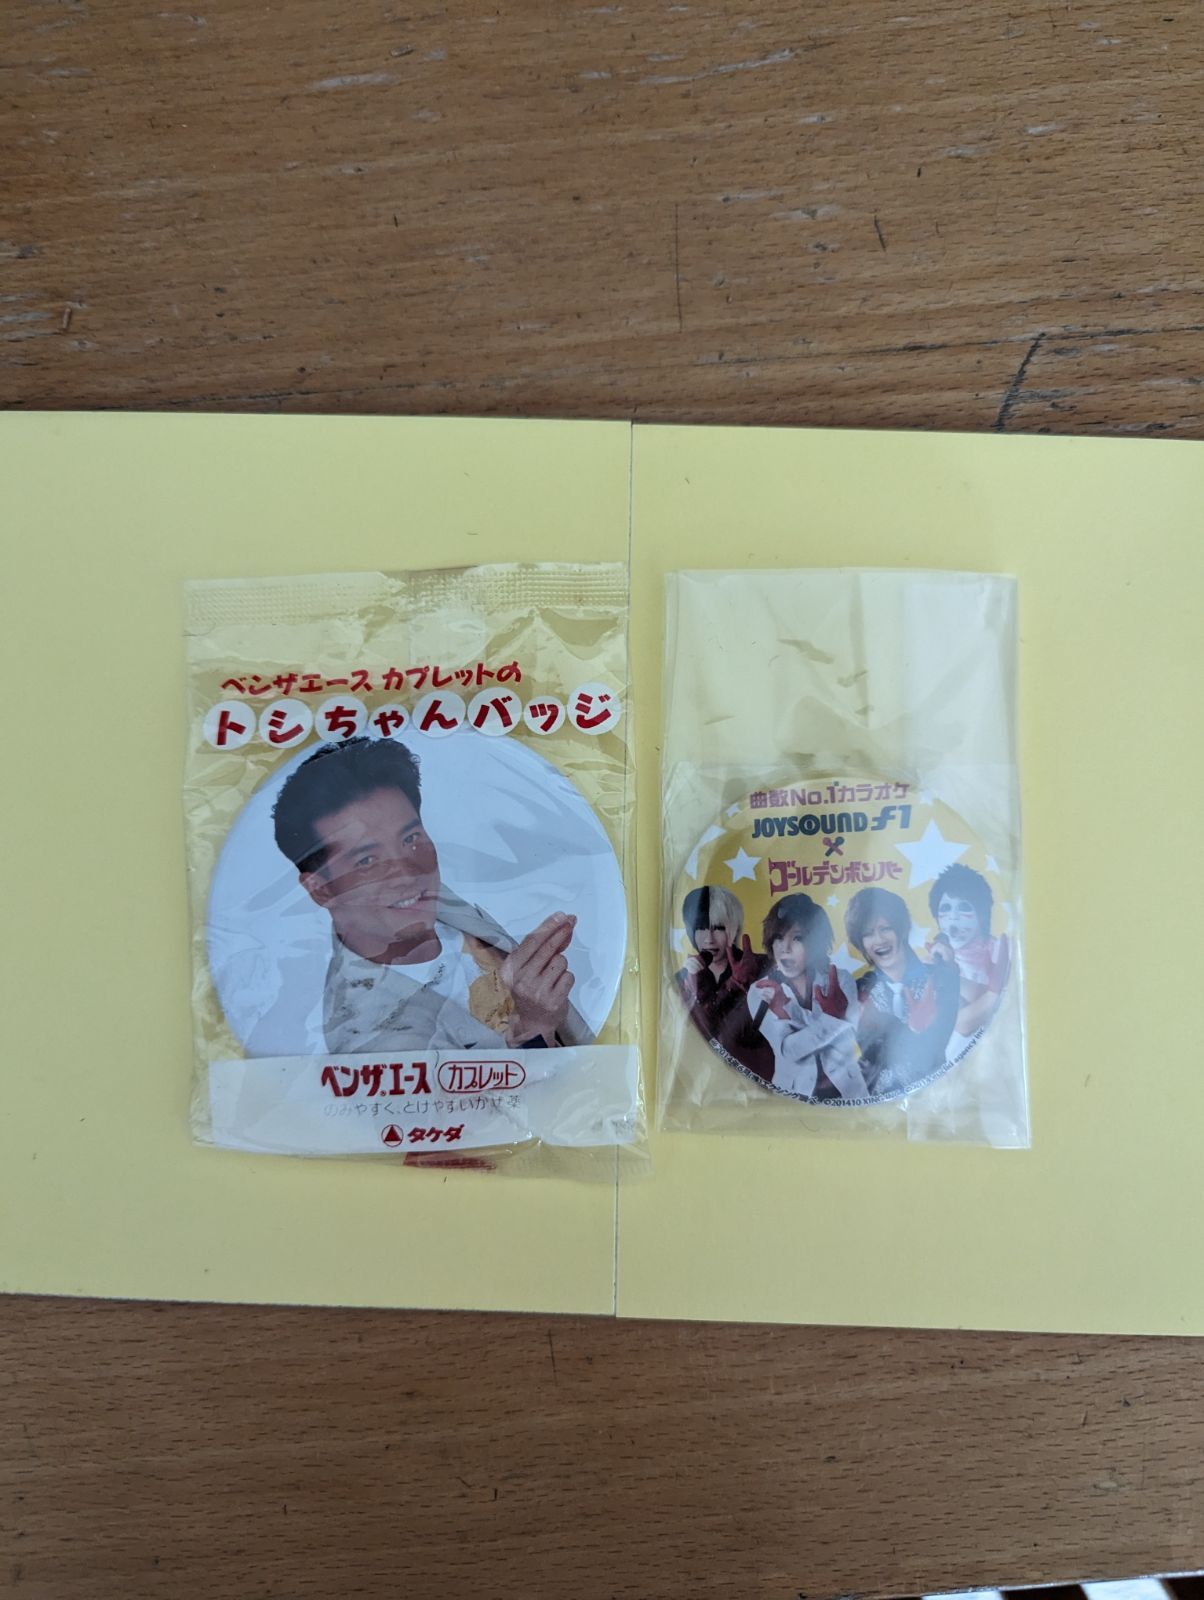 ベンザエース カプレットの
トシちゃんバッジ
ベンザ®エース カプレット
のみやすく、とけやすいかぜ薬
タケダ
曲数No.1カラオケ
JOYSOUND f1
×
ゴールデンボンバー